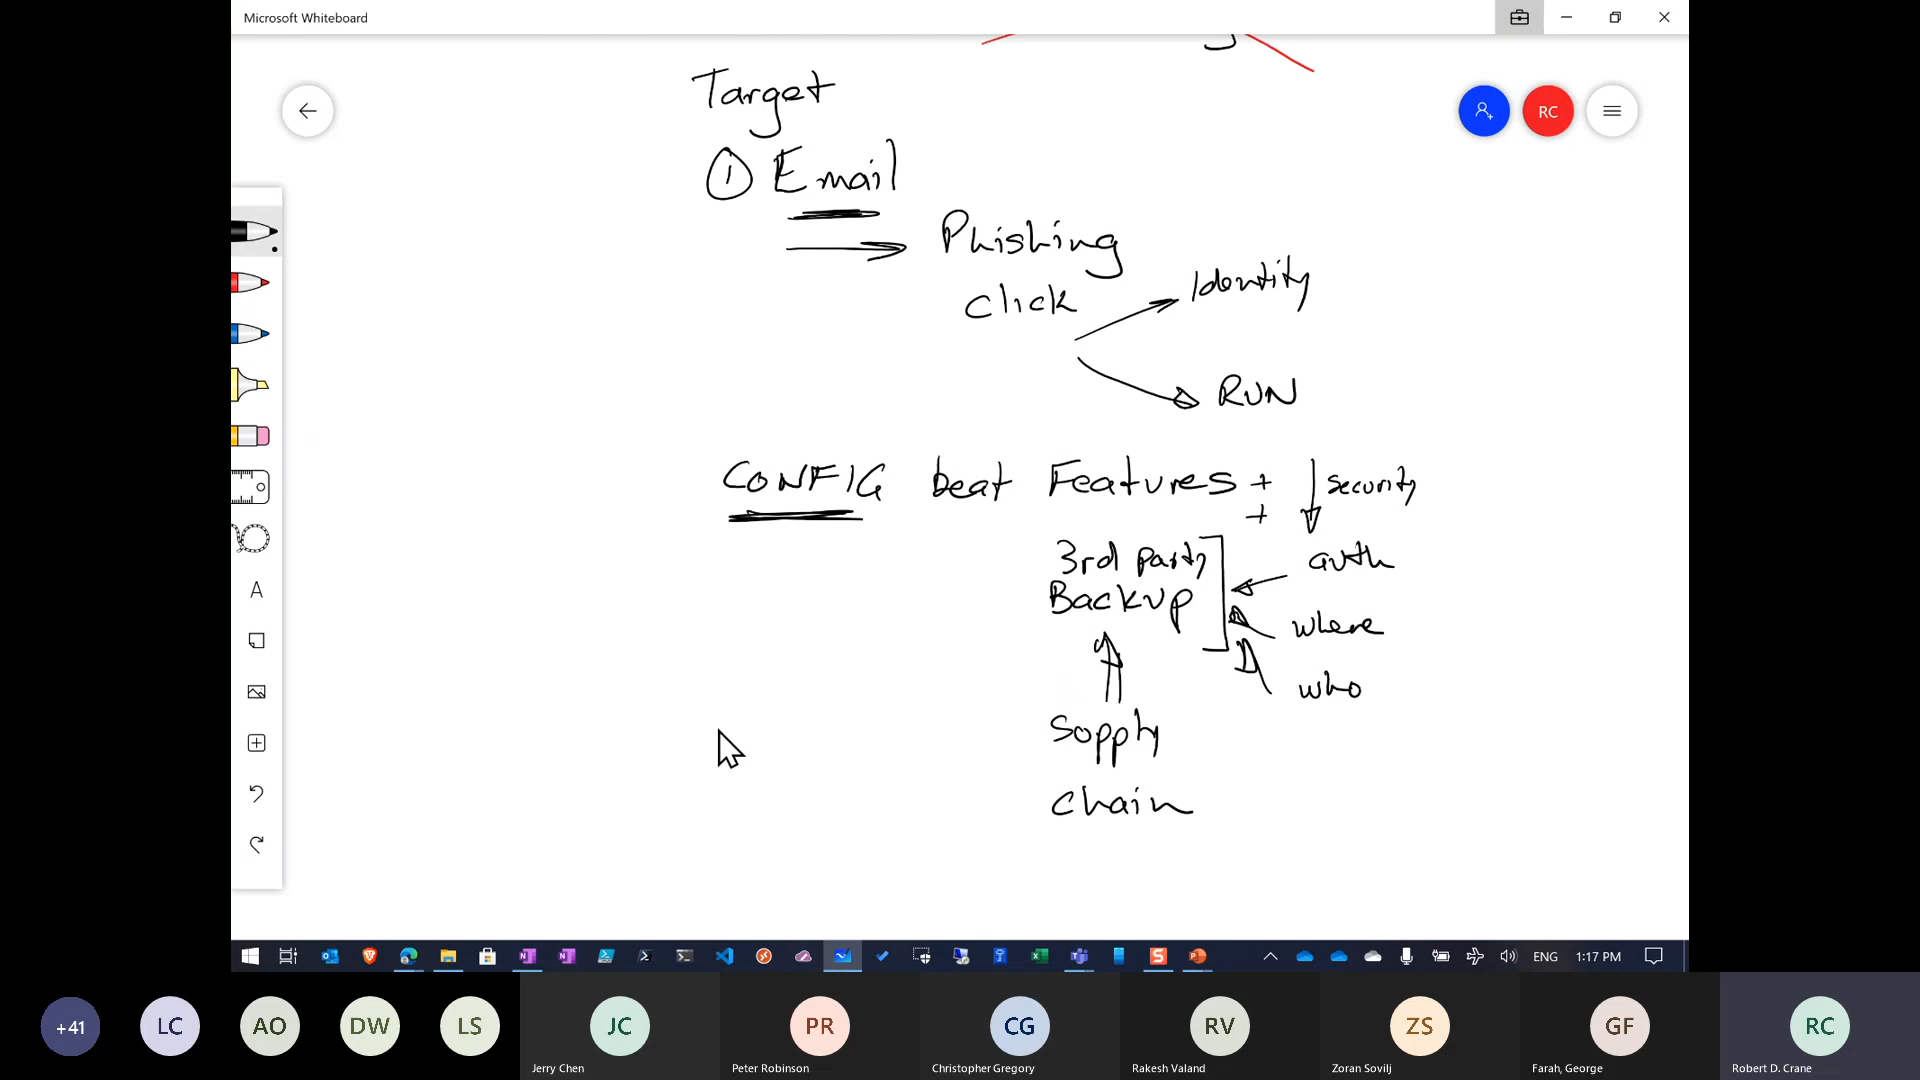 Microsoft Whiteboard
Target
① Email
Phishing
RC
click
Identity
RUN
CONFIG beat Features + security
+
3rd party
auth
Backup
where
who
A
Sopply
chain
ENG 1:17 PM
+41 LC AO DW LS JC PR CG RV ZS GF RC
Jerry Chen Peter Robinson Christopher Gregory Rakesh Valand Zoran Sovilj Farah, George Robert D. Crane